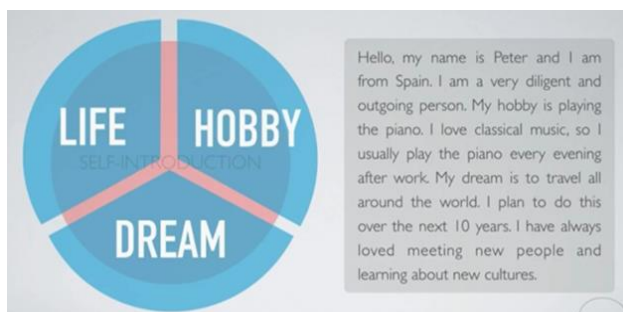 LIFE
HOBBY
SELF-INTRODUCTION
DREAM
Hello, my name is Peter and I am
from Spain. I am a very diligent and
outgoing person. My hobby is playing
the piano. I love classical music, so I
usually play the piano every evening
after work. My dream is to travel all
around the world. I plan to do this
over the next 10 years. I have always
loved meeting new people and
learning about new cultures.